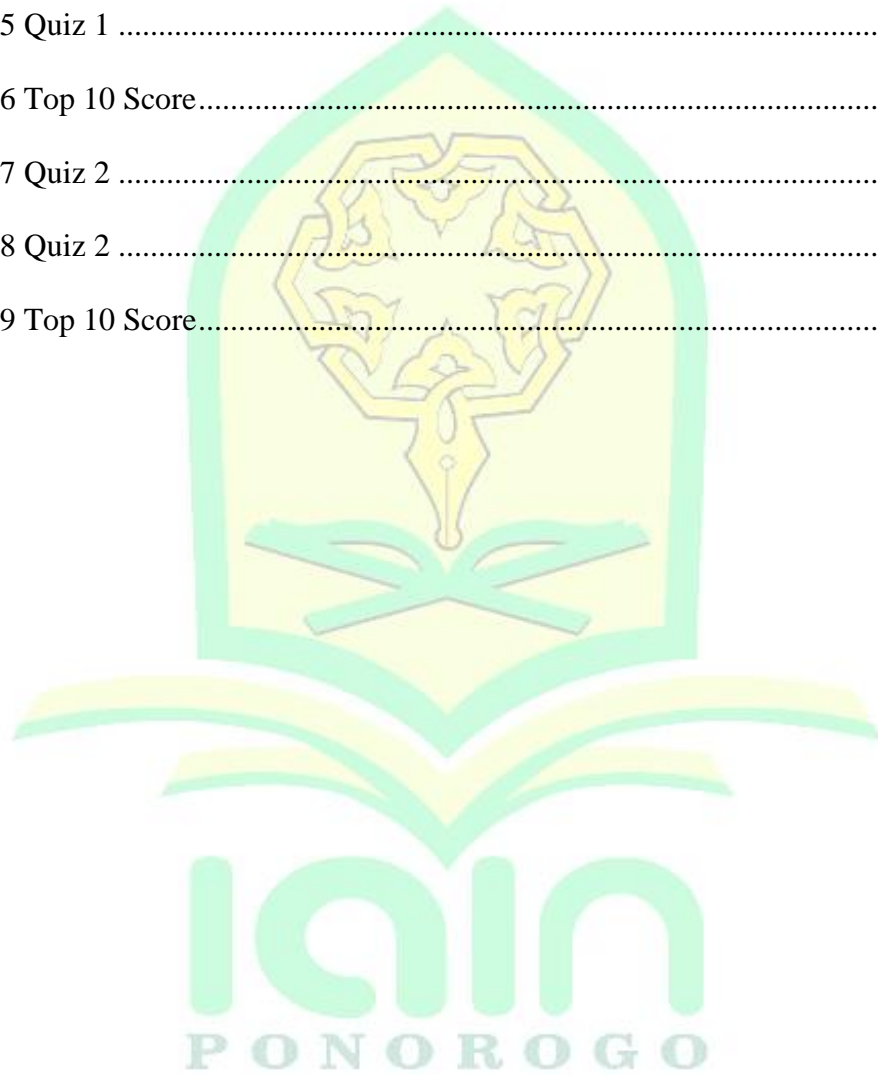 5 Quiz 1 ...............................................................................................
6 Top 10 Score.....................................................................................
7 Quiz 2 ...............................................................................................
8 Quiz 2 ...............................................................................................
9 Top 10 Score.....................................................................................
iain
PONOROGO